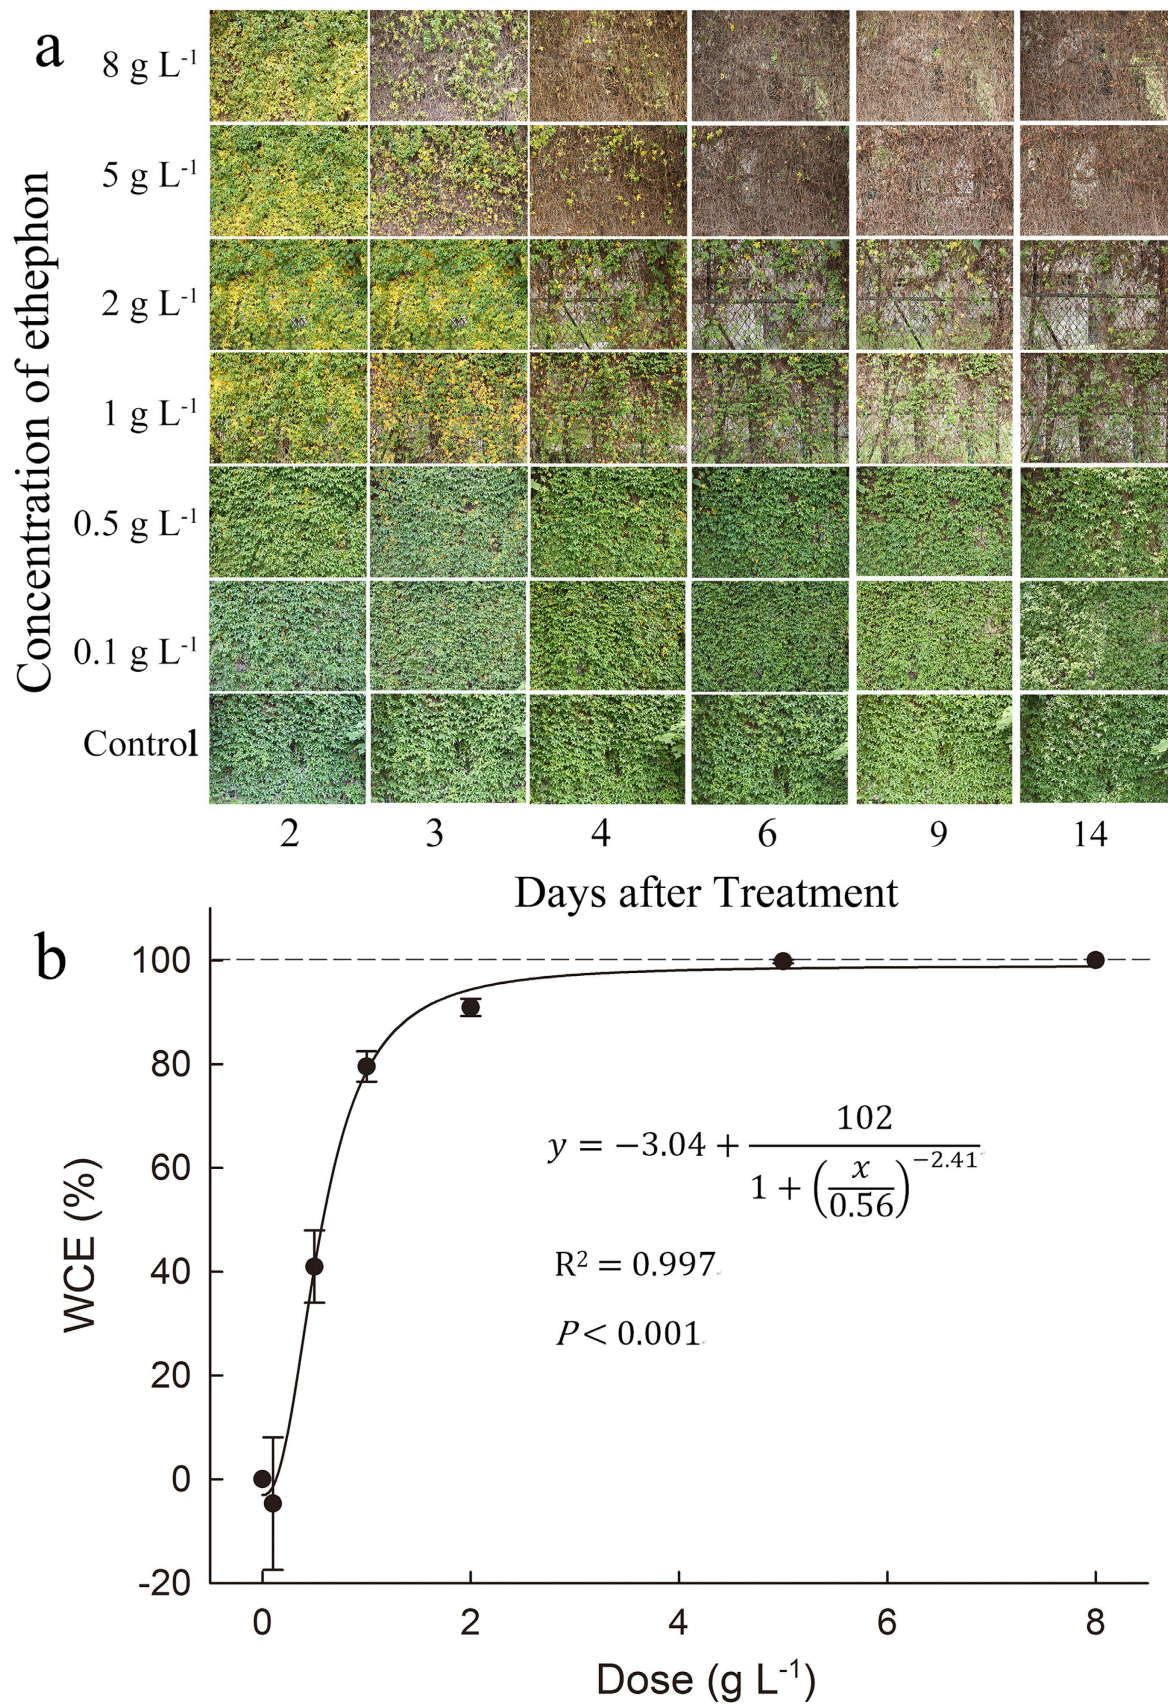 a
Concentration of ethephon
8 g L⁻¹
5 g L⁻¹
2 g L⁻¹
1 g L⁻¹
0.5 g L⁻¹
0.1 g L⁻¹
Control
2 3 4 6 9 14
Days after Treatment
b
WCE (%)
100
80
60
40
20
0
-20
y = −3.04 + 102 / (1 + (x / 0.56)^−2.41)
R² = 0.997
P < 0.001
0 2 4 6 8
Dose (g L⁻¹)